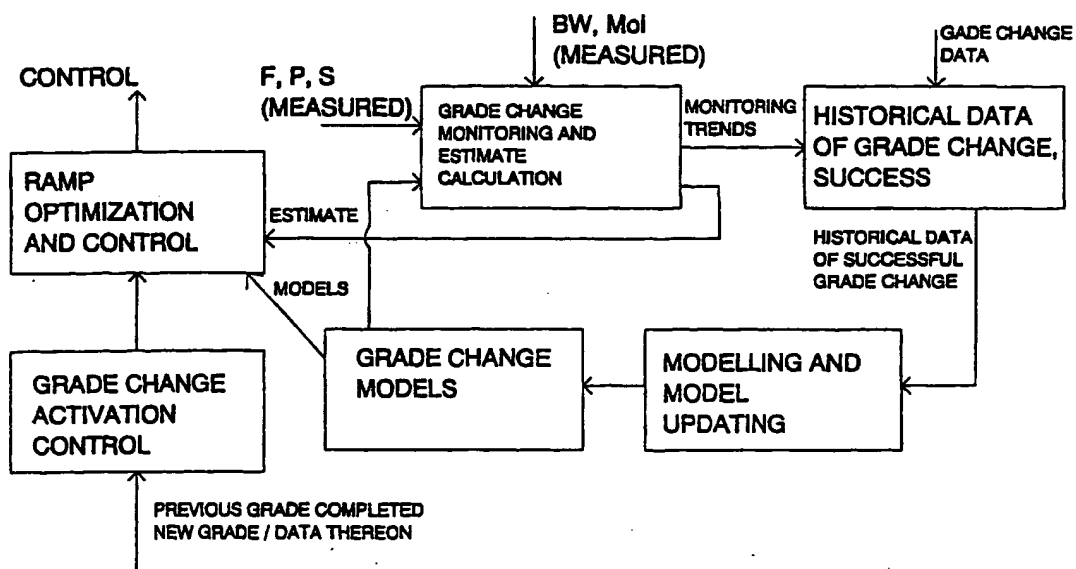 BW, Moi
(MEASURED)
GADE CHANGE
DATA
CONTROL
F, P, S
(MEASURED)
GRADE CHANGE
MONITORING AND
ESTIMATE
CALCULATION
MONITORING
TRENDS
HISTORICAL DATA
OF GRADE CHANGE,
SUCCESS
RAMP
OPTIMIZATION
AND CONTROL
ESTIMATE
HISTORICAL DATA
OF SUCCESSFUL
GRADE CHANGE
MODELS
GRADE CHANGE
MODELS
MODELLING AND
MODEL
UPDATING
GRADE CHANGE
ACTIVATION
CONTROL
PREVIOUS GRADE COMPLETED
NEW GRADE / DATA THEREON